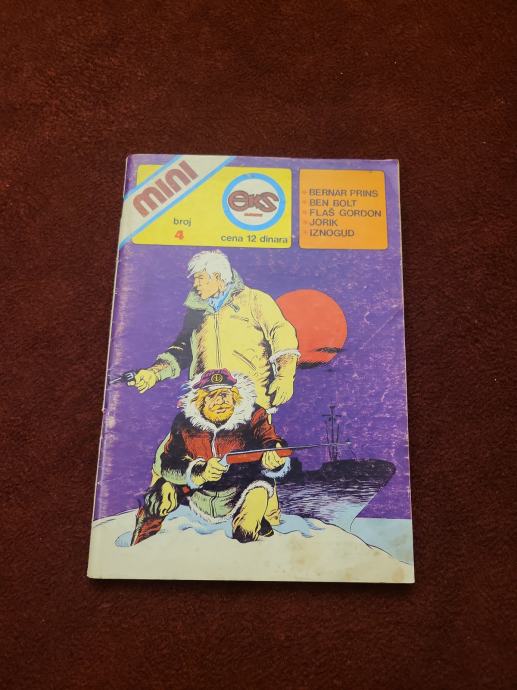 mini
eks
broj
4
cena 12 dinara
BERNAR PRINS
BEN BOLT
FLAŠ GORDON
JORIK
IZNOGUD